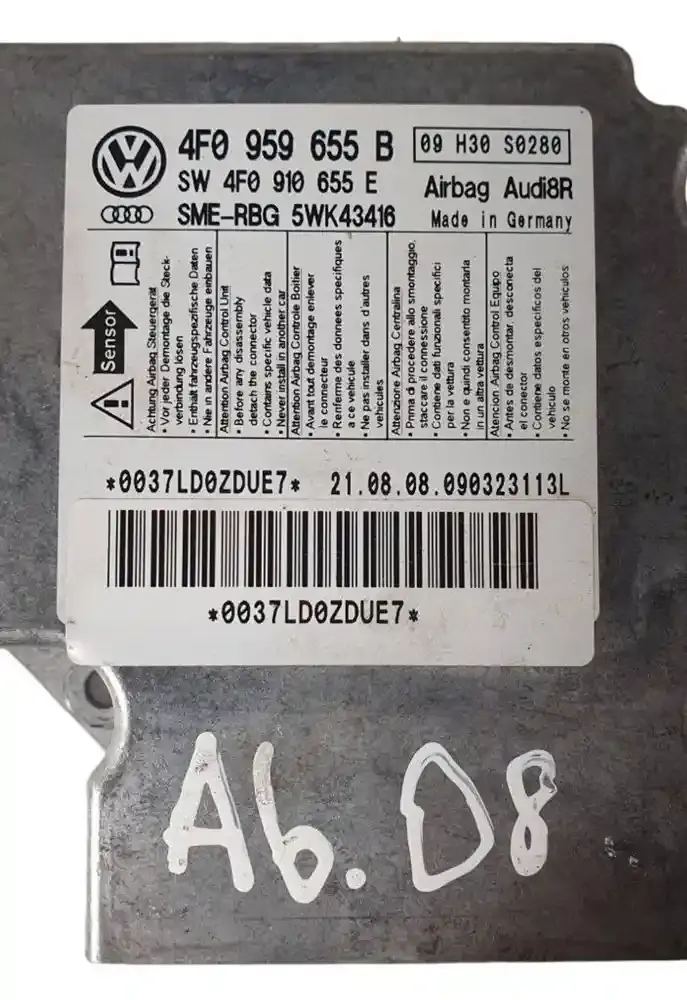 4F0 959 655 B
09 H30 S0280
SW 4F0 910 655 E
Airbag Audi8R
SME-RBG 5WK43416
Made in Germany
Sensor
Achtung Airbag Steuergerät
• Vor jeder Demontage die Steck-
verbindung lösen
• Enthält fahrzeugspezifische Daten
• Nie in andere Fahrzeuge einbauen
Attention Airbag Control Unit
• Before any disassembly
detach the connector
• Contains specific vehicle data
• Never install in another car
Attention Airbag Controle Boitier
• Avant tout demontage enlever
le connecteur
• Renferme des donnees specifiques
a ce vehicule
• Ne pas installer dans d'autres
vehicules
Attenzione Airbag Centralina
• Prima di procedere allo smontaggio,
staccare il connessione
• Contiene dati funzionali specifici
per la vettura
• Non e quindi consentito montarla
in un altra vettura
Atencion Airbag Control Equipo
• Antes de desmontar, desconecta
el conector
• Contiene datos especificos del
vehiculo
• No se monte en otros vehiculos
*0037LD0ZDUE7*
21.08.08.090323113L
*0037LD0ZDUE7*
A6.08